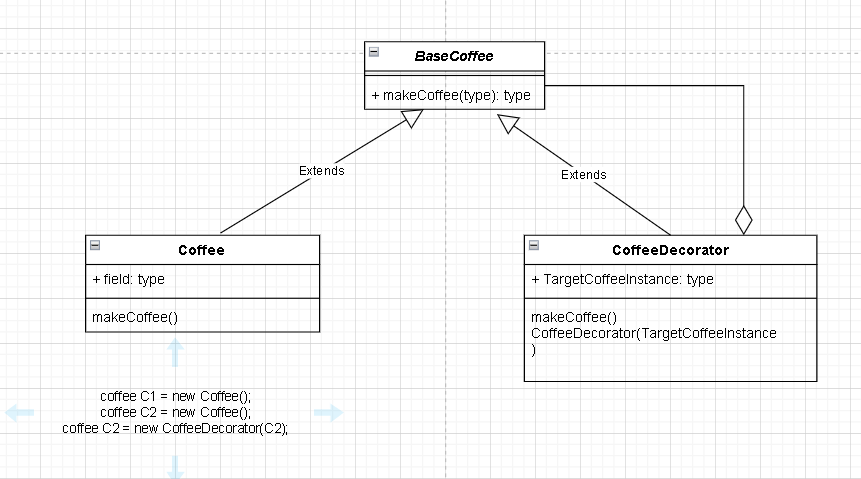 BaseCoffee
+ makeCoffee(type): type
Extends
Extends
Coffee
+ field: type
makeCoffee()
CoffeeDecorator
+ TargetCoffeeInstance: type
makeCoffee()
CoffeeDecorator(TargetCoffeeInstance
)
coffee C1 = new Coffee();
coffee C2 = new Coffee();
coffee C2 = new CoffeeDecorator(C2);